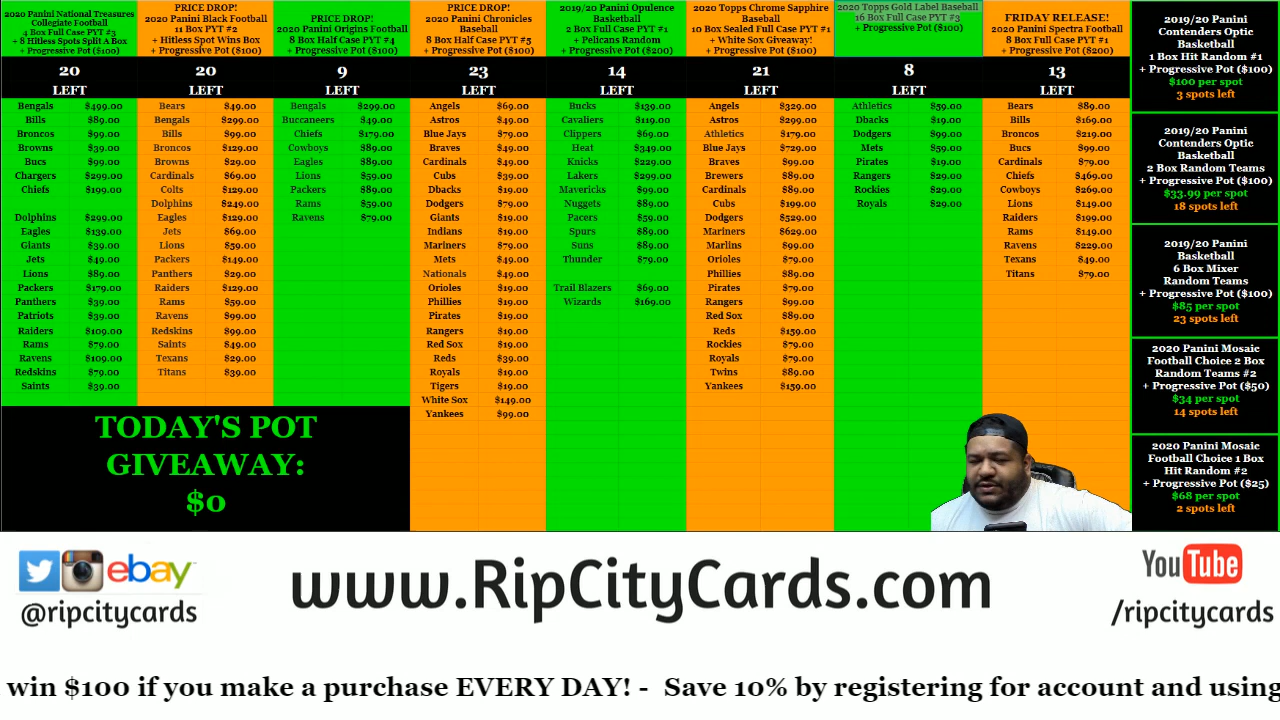 2020 Panini National Treasures
Collegiate Football
4 Box Full Case PYT #3
+ 8 Hitless Spots Split A Box
+ Progressive Pot ($100)
20
LEFT
Bengals $499.00
Bills $89.00
Broncos $99.00
Browns $39.00
Bucs $99.00
Chargers $299.00
Chiefs $199.00
Dolphins $299.00
Eagles $139.00
Giants $39.00
Jets $49.00
Lions $89.00
Packers $179.00
Panthers $39.00
Patriots $39.00
Raiders $109.00
Rams $79.00
Ravens $109.00
Redskins $79.00
Saints $39.00
PRICE DROP!
2020 Panini Black Football
11 Box PYT #2
+ Hitless Spot Wins Box
+ Progressive Pot ($100)
20
LEFT
Bears $49.00
Bengals $299.00
Bills $99.00
Broncos $129.00
Browns $29.00
Cardinals $69.00
Colts $129.00
Dolphins $249.00
Eagles $129.00
Jets $69.00
Lions $59.00
Packers $149.00
Panthers $29.00
Raiders $129.00
Rams $59.00
Ravens $99.00
Redskins $99.00
Saints $49.00
Texans $29.00
Titans $39.00
PRICE DROP!
2020 Panini Origins Football
8 Box Half Case PYT #4
+ Progressive Pot ($100)
9
LEFT
Bengals $299.00
Buccaneers $49.00
Chiefs $179.00
Cowboys $89.00
Eagles $89.00
Lions $59.00
Packers $89.00
Rams $59.00
Ravens $79.00
PRICE DROP!
2020 Panini Chronicles
Baseball
8 Box Half Case PYT #5
+ Progressive Pot ($100)
23
LEFT
Angels $69.00
Astros $49.00
Blue Jays $79.00
Braves $49.00
Cardinals $49.00
Cubs $39.00
Dbacks $19.00
Dodgers $79.00
Giants $19.00
Indians $19.00
Mariners $79.00
Mets $49.00
Nationals $49.00
Orioles $19.00
Phillies $19.00
Pirates $19.00
Rangers $19.00
Red Sox $19.00
Reds $39.00
Royals $19.00
Tigers $19.00
White Sox $149.00
Yankees $99.00
2019/20 Panini Opulence
Basketball
2 Box Full Case PYT #1
+ Pelicans Random
+ Progressive Pot ($200)
14
LEFT
Bucks $139.00
Cavaliers $119.00
Clippers $69.00
Heat $349.00
Knicks $229.00
Lakers $299.00
Mavericks $99.00
Nuggets $89.00
Pacers $59.00
Spurs $89.00
Suns $89.00
Thunder $79.00
Trail Blazers $69.00
Wizards $169.00
2020 Topps Chrome Sapphire
Baseball
10 Box Sealed Full Case PYT #1
+ White Sox Giveaway!
+ Progressive Pot ($100)
21
LEFT
Angels $329.00
Astros $299.00
Athletics $179.00
Blue Jays $729.00
Braves $99.00
Brewers $89.00
Cardinals $89.00
Cubs $199.00
Dodgers $529.00
Mariners $629.00
Marlins $99.00
Orioles $79.00
Phillies $89.00
Pirates $79.00
Rangers $99.00
Red Sox $89.00
Reds $159.00
Rockies $79.00
Royals $79.00
Twins $89.00
Yankees $159.00
2020 Topps Gold Label Baseball
16 Box Full Case PYT #3
+ Progressive Pot ($100)
8
LEFT
Athletics $59.00
Dbacks $19.00
Dodgers $99.00
Mets $59.00
Pirates $19.00
Rangers $29.00
Rockies $29.00
Royals $29.00
FRIDAY RELEASE!
2020 Panini Spectra Football
8 Box Full Case PYT #1
+ Progressive Pot ($200)
13
LEFT
Bears $89.00
Bills $169.00
Broncos $219.00
Bucs $99.00
Cardinals $79.00
Chiefs $469.00
Cowboys $269.00
Lions $149.00
Raiders $199.00
Rams $149.00
Ravens $229.00
Texans $49.00
Titans $79.00
2019/20 Panini
Contenders Optic
Basketball
1 Box Hit Random #1
+ Progressive Pot ($100)
$100 per spot
3 spots left
2019/20 Panini
Contenders Optic
Basketball
2 Box Random Teams
+ Progressive Pot ($100)
$33.99 per spot
18 spots left
2019/20 Panini
Basketball
6 Box Mixer
Random Teams
+ Progressive Pot ($100)
$85 per spot
23 spots left
2020 Panini Mosaic
Football Choice 2 Box
Random Teams #2
+ Progressive Pot ($50)
$34 per spot
14 spots left
2020 Panini Mosaic
Football Choice 1 Box
Hit Random #2
+ Progressive Pot ($25)
$68 per spot
2 spots left
TODAY'S POT
GIVEAWAY:
$0
ebay
@ripcitycards
www.RipCityCards.com
YouTube
/ripcitycards
win $100 if you make a purchase EVERY DAY! - Save 10% by registering for account and using